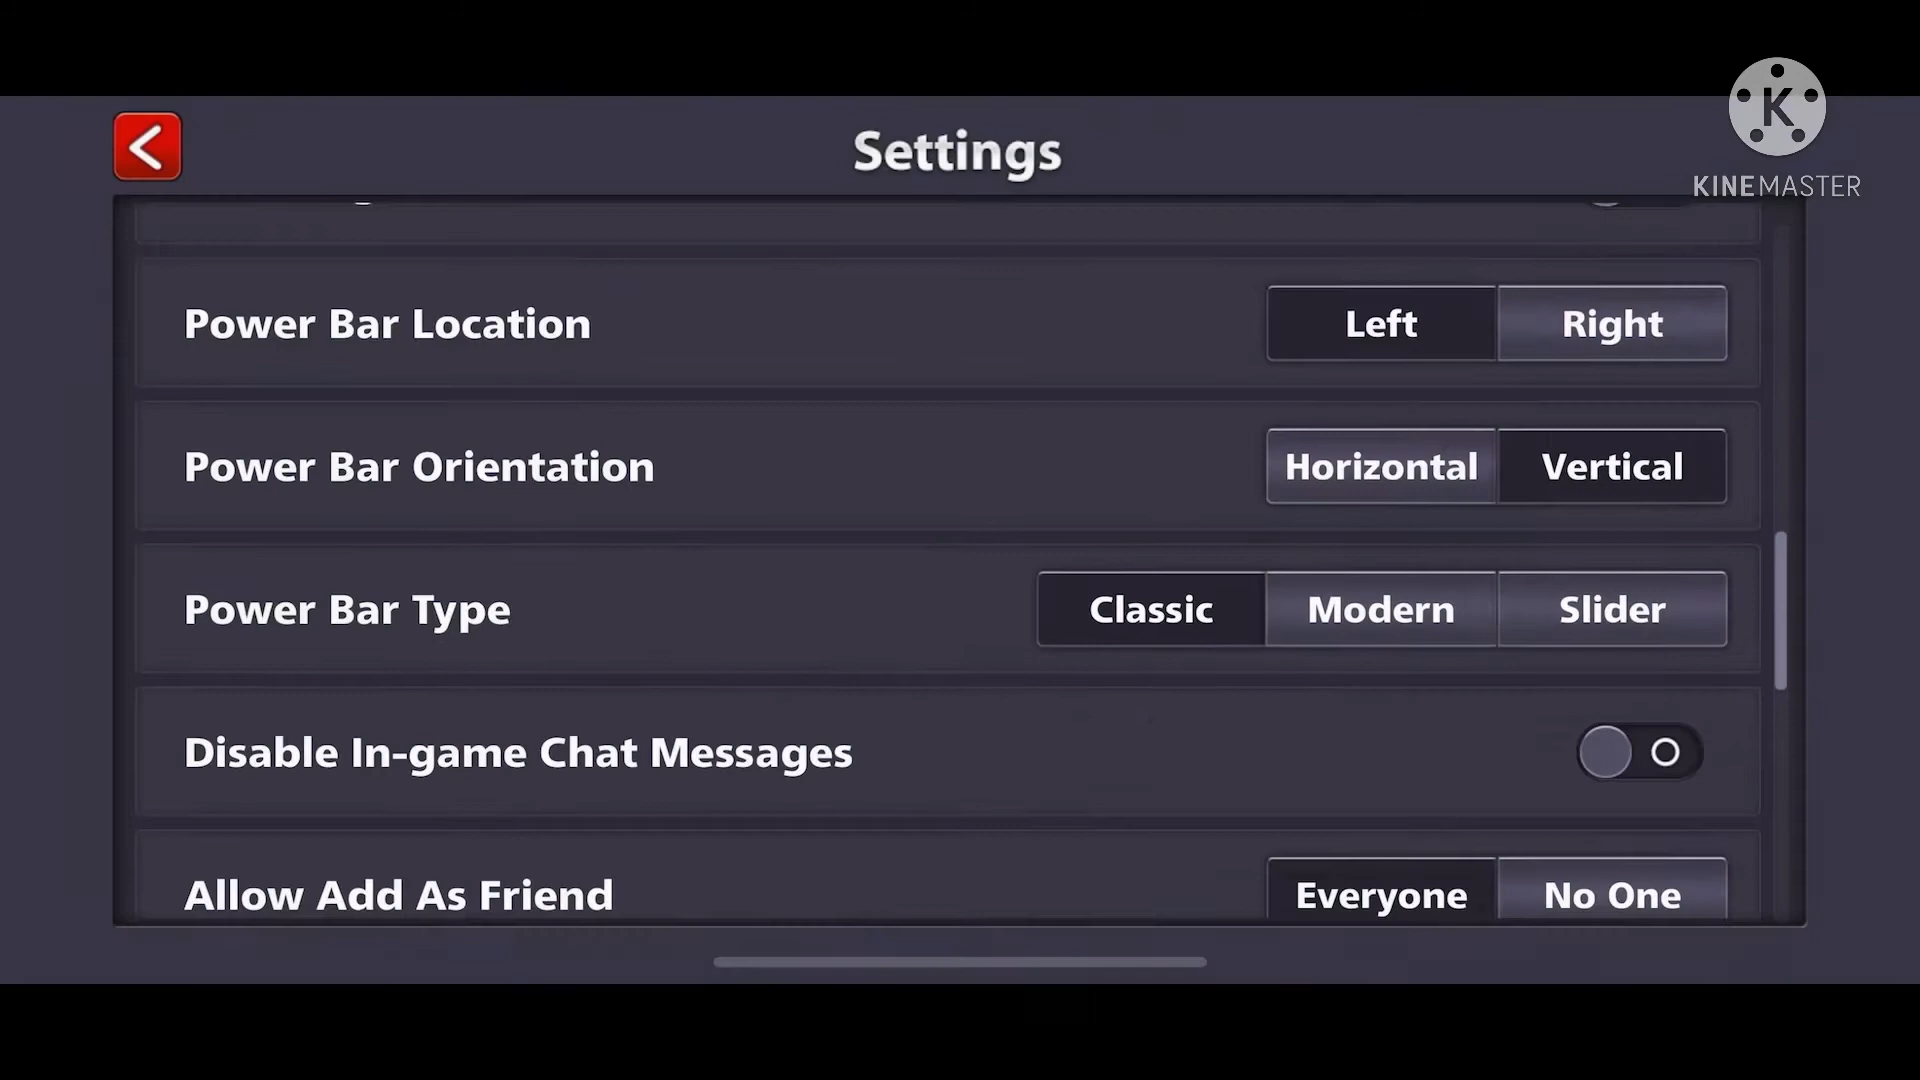 Settings
K
KINEMASTER
Power Bar Location
Left
Right
Power Bar Orientation
Horizontal
Vertical
Power Bar Type
Classic
Modern
Slider
Disable In-game Chat Messages
Allow Add As Friend
Everyone
No One